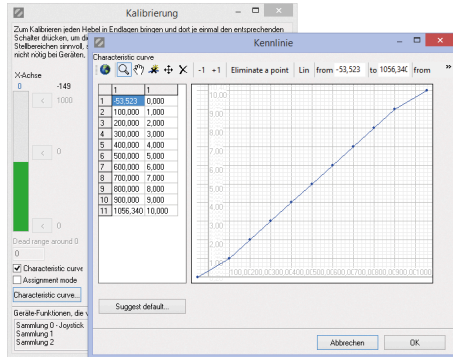 Kalibrierung
Zum Kalibrieren jeden Hebel in Endlagen bringen und dort je einmal den entsprechenden
Schalter drücken, um die
Stellbereichen sinnvoll, s
nicht nötig bei Geräten,
X-Achse
0 -149
< 1000
< 0
< 0
Dead range around 0
0
Characteristic curve
Assignment mode
Characteristic curve...
Geräte-Funktionen, die v
Sammlung 0 - Joystick
Sammlung 1
Sammlung 2
Kennlinie
Characteristic curve
-1 +1 Eliminate a point Lin from -53,523 to 1056,340 from »
1 1
1 -53,523 0,000
2 100,000 1,000
3 200,000 2,000
4 300,000 3,000
5 400,000 4,000
6 500,000 5,000
7 600,000 6,000
8 700,000 7,000
9 800,000 8,000
10 900,000 9,000
11 1056,340 10,000
10,00
9,00
8,00
7,00
6,00
5,00
4,00
3,00
2,00
1,00
Suggest default...
Abbrechen OK